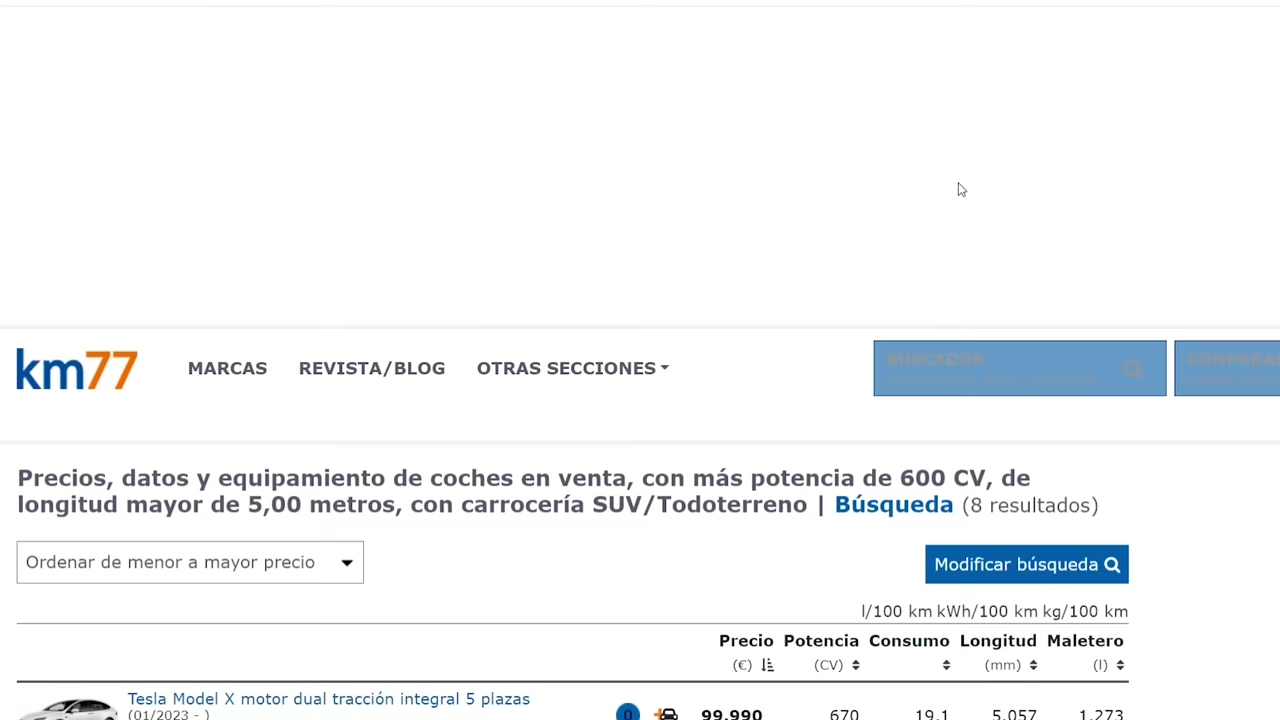 km77 MARCAS REVISTA/BLOG OTRAS SECCIONES BUSCADOR
Precios, datos y equipamiento de coches en venta, con más potencia de 600 CV, de
longitud mayor de 5,00 metros, con carrocería SUV/Todoterreno | Búsqueda (8 resultados)
Ordenar de menor a mayor precio Modificar búsqueda
l/100 km kWh/100 km kg/100 km
Precio Potencia Consumo Longitud Maletero
(€) (CV) (mm) (l)
Tesla Model X motor dual tracción integral 5 plazas
(01/2023 - ) 0 99.990 670 19,1 5.057 1.273